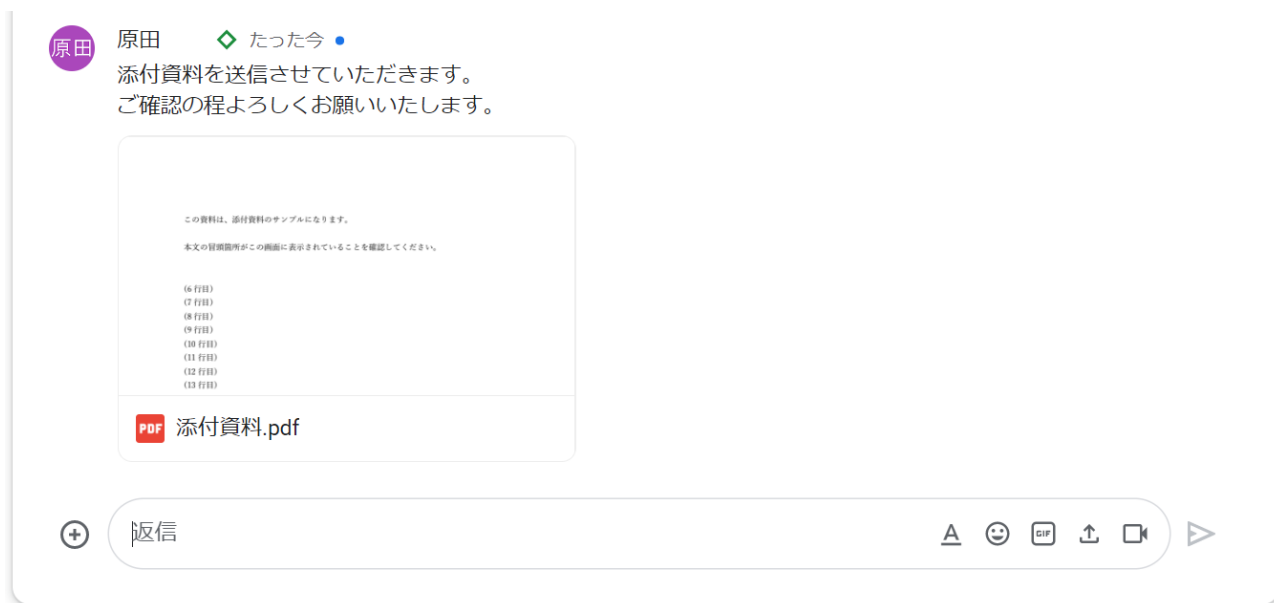 原田
原田 たった今
添付資料を送信させていただきます。
ご確認の程よろしくお願いいたします。
この資料は、添付資料のサンプルになります。
本文の冒頭箇所がこの画面に表示されていることを確認してください。
(6 行目)
(7 行目)
(8 行目)
(9 行目)
(10 行目)
(11 行目)
(12 行目)
(13 行目)
PDF 添付資料.pdf
返信 A GIF